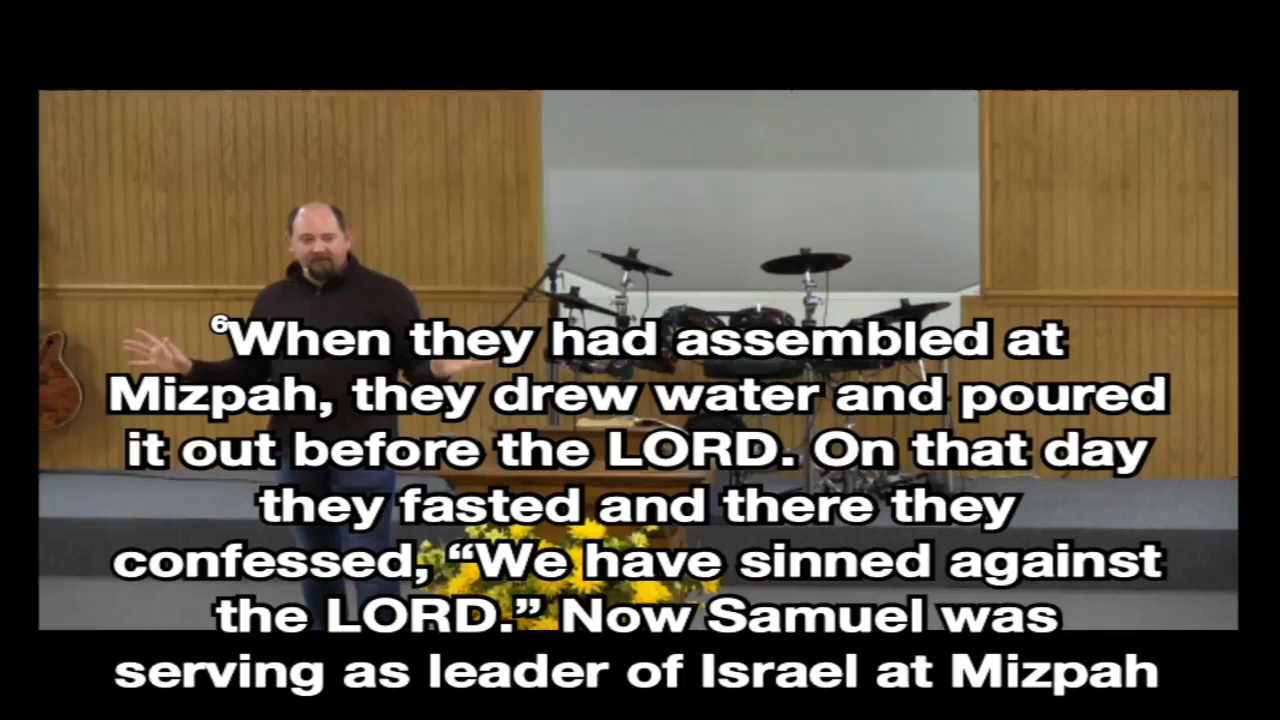 ⁶When they had assembled at
Mizpah, they drew water and poured
it out before the LORD. On that day
they fasted and there they
confessed, “We have sinned against
the LORD.” Now Samuel was
serving as leader of Israel at Mizpah